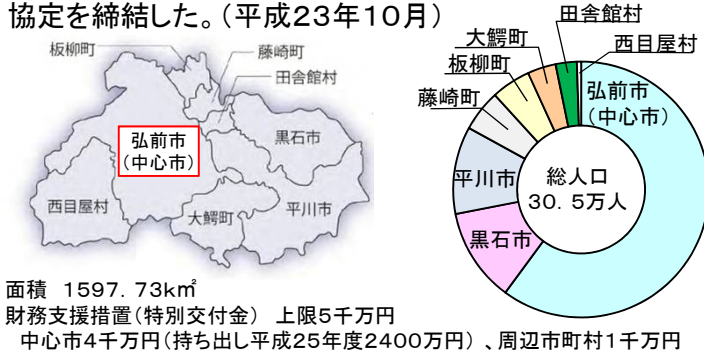 協定を締結した。(平成23年10月)
板柳町
藤崎町
田舎館村
弘前市
(中心市)
黒石市
西目屋村
大鰐町
平川市
田舎館村
大鰐町
西目屋村
板柳町
藤崎町
弘前市
(中心市)
平川市
総人口
30.5万人
黒石市
面積 1597.73k㎡
財務支援措置(特別交付金) 上限5千万円
中心市4千万円(持ち出し平成25年度2400万円)、周辺市町村1千万円